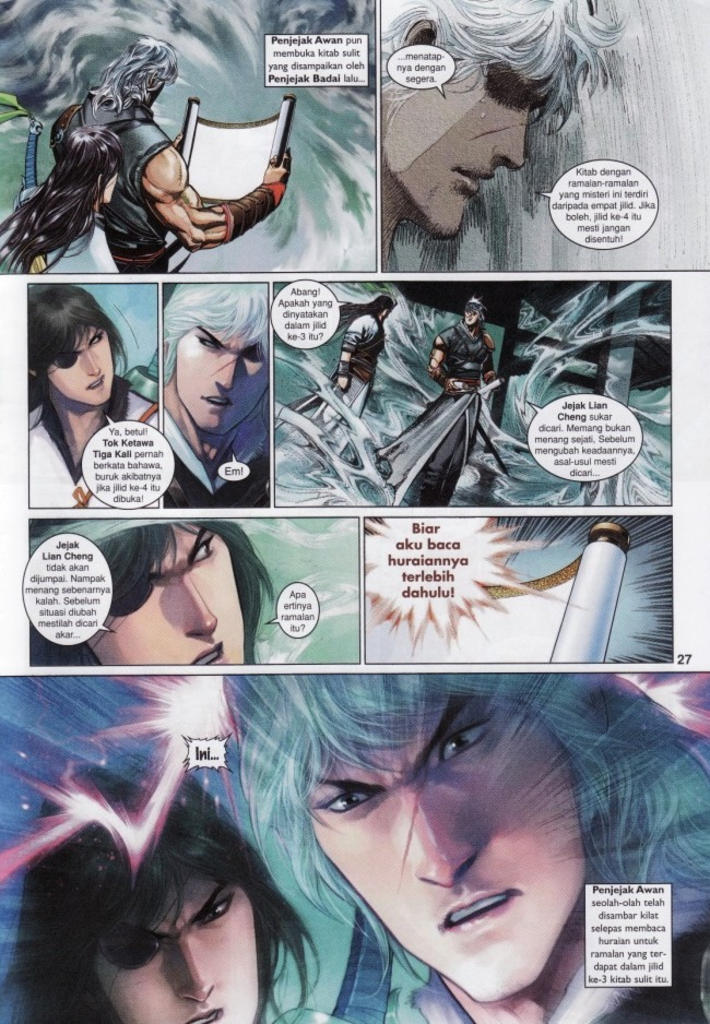 Penjejak Awan pun
membuka kitab sulit
yang disampaikan oleh
Penjejak Badai lalu...
...menatap-
nya dengan
segera.
Kitab dengan
ramalan-ramalan
yang misteri ini terdiri
daripada empat jilid. Jika
boleh, jilid ke-4 itu
mesti jangan
disentuh!
Ya, betul!
Tok Ketawa
Tiga Kali pernah
berkata bahawa,
buruk akibatnya
jika jilid ke-4 itu
dibuka!
Em!
Abang!
Apakah yang
dinyatakan
dalam jilid
ke-3 itu?
Jejak Lian
Cheng sukar
dicari. Memang bukan
menang sejati, Sebelum
mengubah keadaannya,
asal-usul mesti
dicari...
Jejak
Lian Cheng
tidak akan
dijumpai. Nampak
menang sebenarnya
kalah. Sebelum
situasi diubah
mestilah dicari
akar...
Apa
ertinya
ramalan
itu?
Biar
aku baca
huraiannya
terlebih
dahulu!
27
Ini...
Penjejak Awan
seolah-olah telah
disambar kilat
selepas membaca
huraian untuk
ramalan yang ter-
dapat dalam jilid
ke-3 kitab sulit itu.